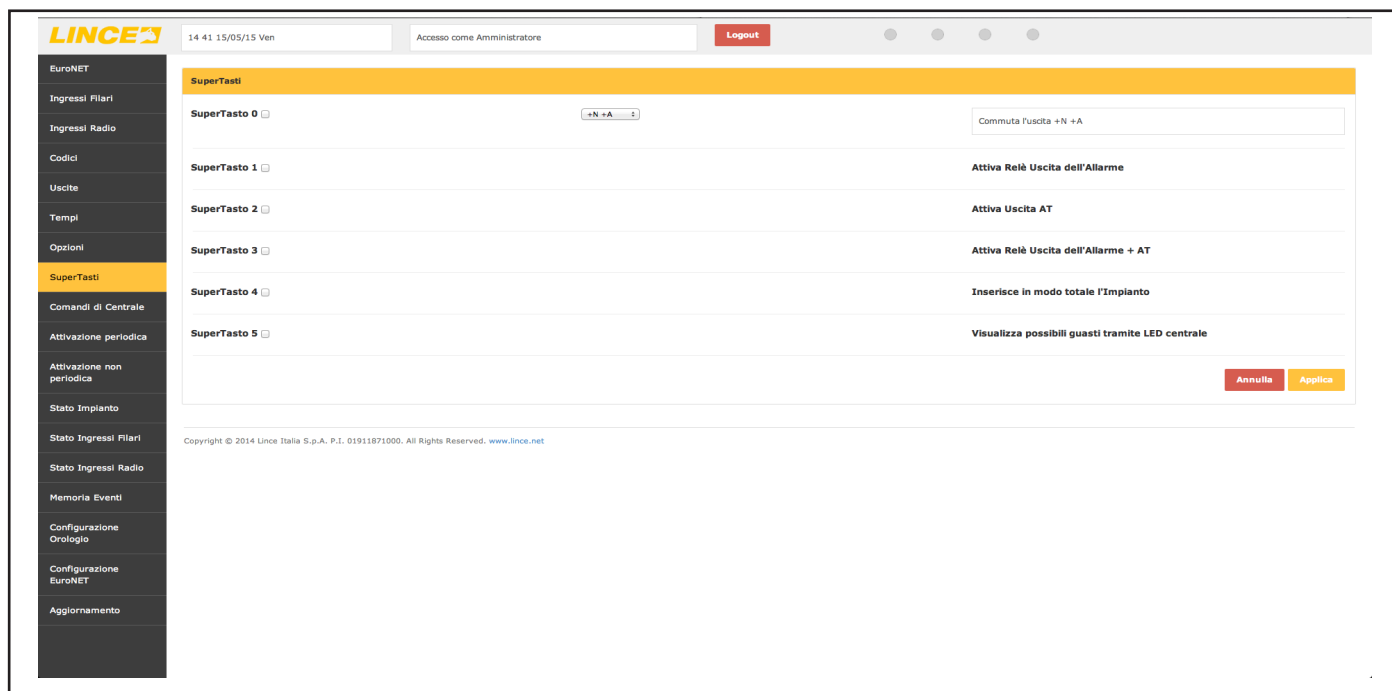 LINCE
14 41 15/05/15 Ven
Accesso come Amministratore
Logout
EuroNET
Ingressi Filari
Ingressi Radio
Codici
Uscite
Tempi
Opzioni
SuperTasti
Comandi di Centrale
Attivazione periodica
Attivazione non
periodica
Stato Impianto
Stato Ingressi Filari
Stato Ingressi Radio
Memoria Eventi
Configurazione
Orologio
Configurazione
EuroNET
Aggiornamento
SuperTasti
SuperTasto 0
+N +A
Commuta l'uscita +N +A
SuperTasto 1
Attiva Relè Uscita dell'Allarme
SuperTasto 2
Attiva Uscita AT
SuperTasto 3
Attiva Relè Uscita dell'Allarme + AT
SuperTasto 4
Inserisce in modo totale l'Impianto
SuperTasto 5
Visualizza possibili guasti tramite LED centrale
Annulla
Applica
Copyright © 2014 Lince Italia S.p.A. P.I. 01911871000. All Rights Reserved. www.lince.net